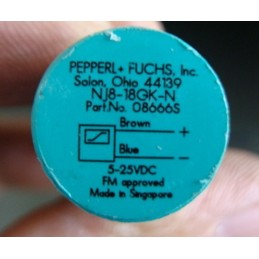 PEPPERL+ FUCHS, Inc.
Solon, Ohio 44139
NJ8-18GK-N
Part.No. 08666S
Brown +
Blue −
5-25VDC
FM approved
Made in Singapore